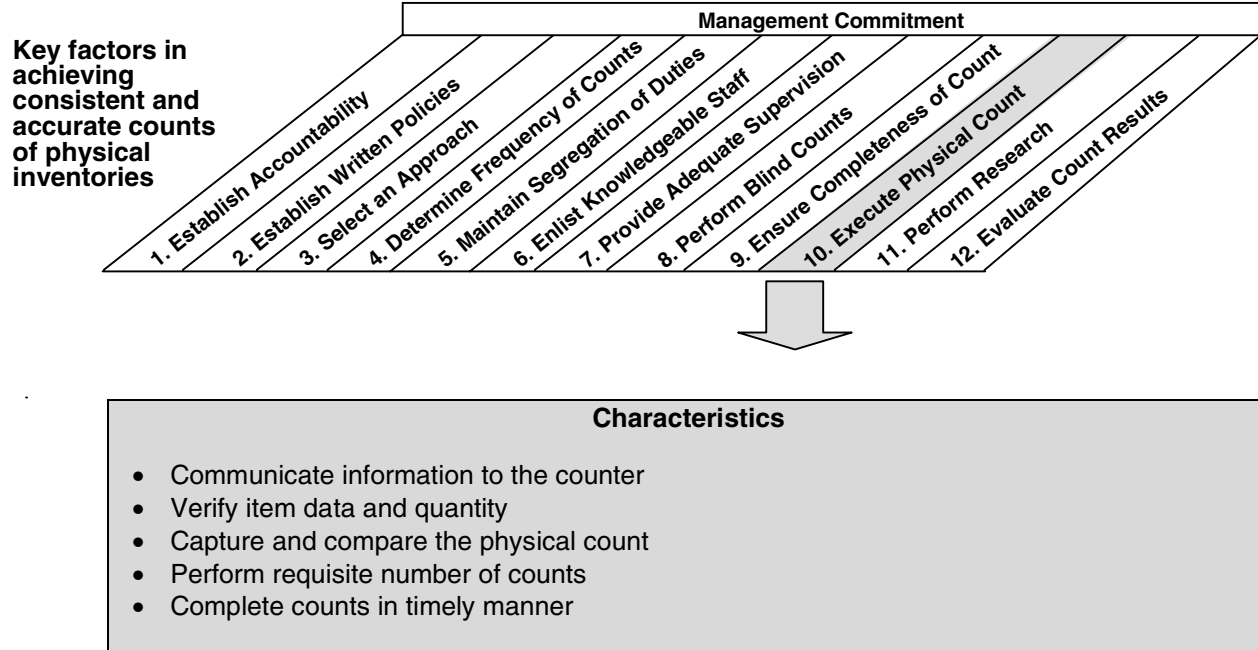 Management Commitment
Key factors in
achieving
consistent and
accurate counts
of physical
inventories
1. Establish Accountability
2. Establish Written Policies
3. Select an Approach
4. Determine Frequency of Counts
5. Maintain Segregation of Duties
6. Enlist Knowledgeable Staff
7. Provide Adequate Supervision
8. Perform Blind Counts
9. Ensure Completeness of Count
10. Execute Physical Count
11. Perform Research
12. Evaluate Count Results
Characteristics
• Communicate information to the counter
• Verify item data and quantity
• Capture and compare the physical count
• Perform requisite number of counts
• Complete counts in timely manner